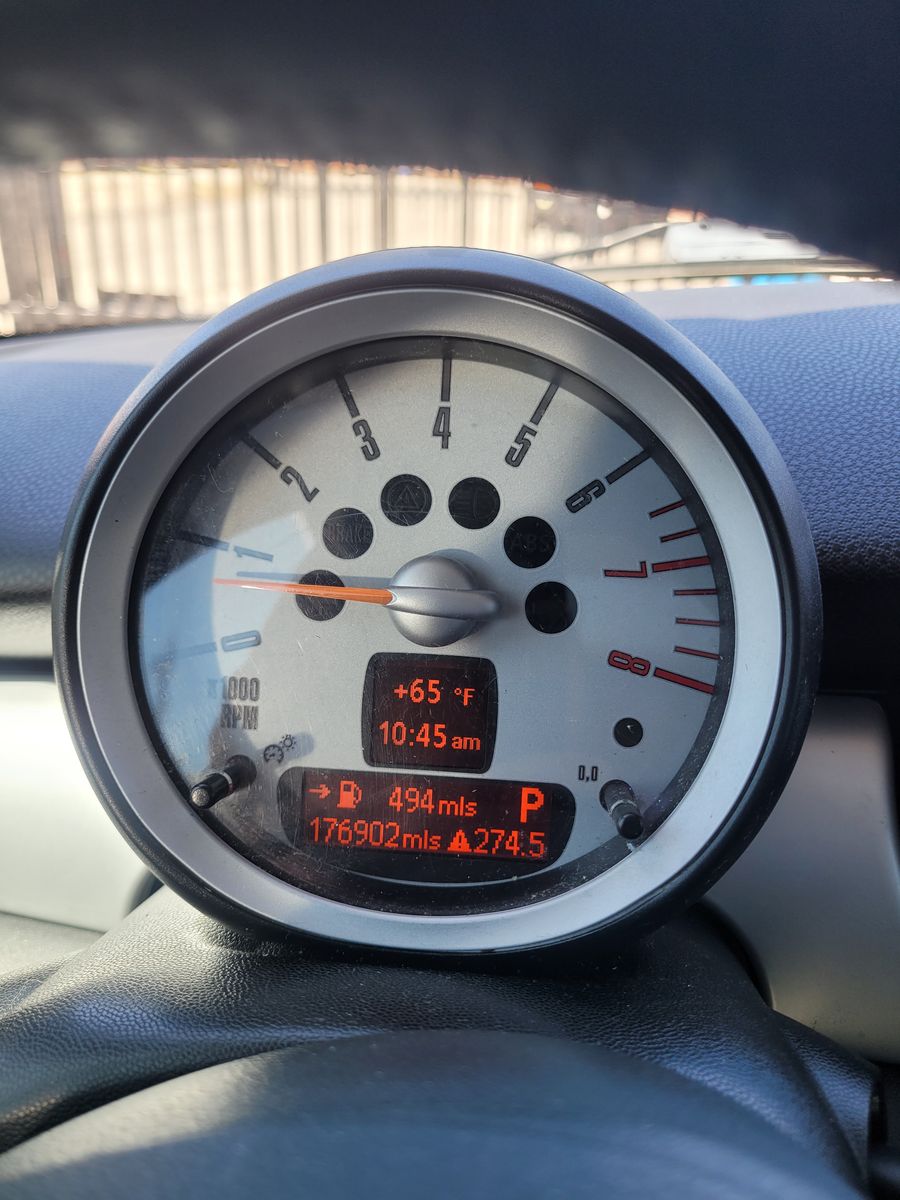 0
1
2
3
4
5
6
7
8
X1000
RPM
BRAKE
ABS
+65 °F
10:45 am
0,0
494 mls P
176902 mls 274.5